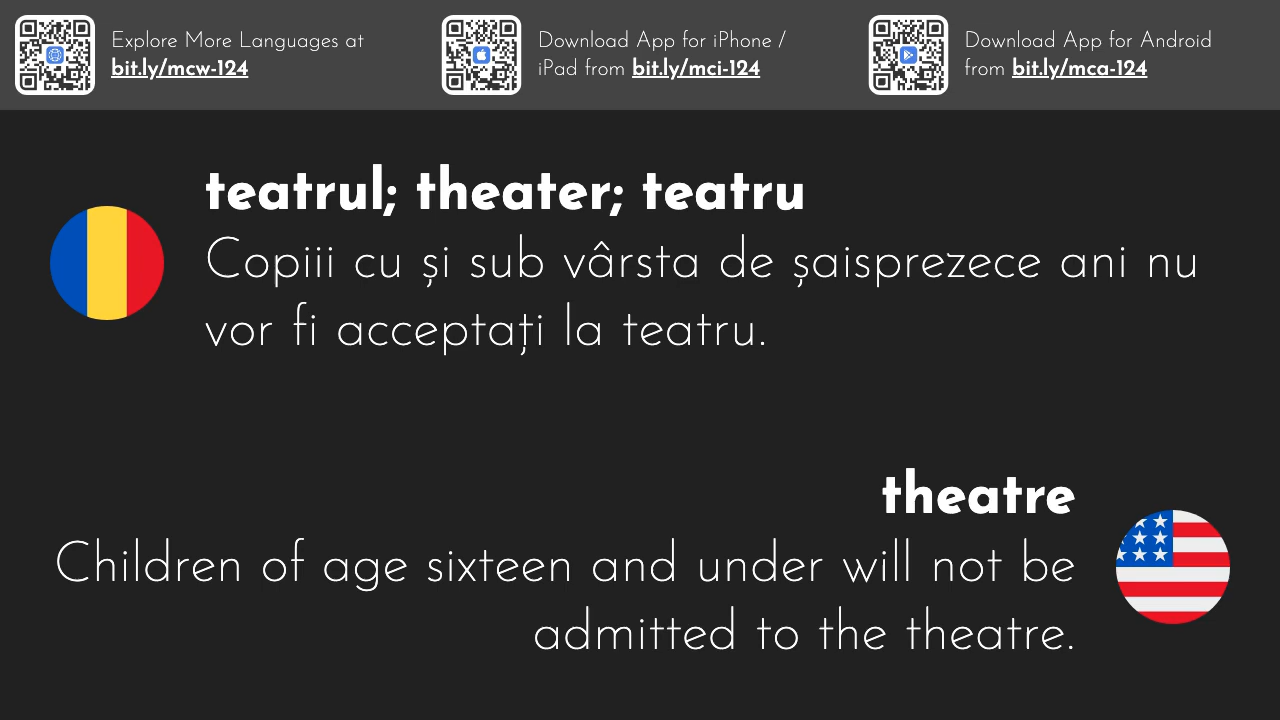 Explore More Languages at
bit.ly/mcw-124
Download App for iPhone /
iPad from bit.ly/mci-124
Download App for Android
from bit.ly/mca-124
teatrul; theater; teatru
Copiii cu și sub vârsta de șaisprezece ani nu
vor fi acceptați la teatru.
theatre
Children of age sixteen and under will not be
admitted to the theatre.